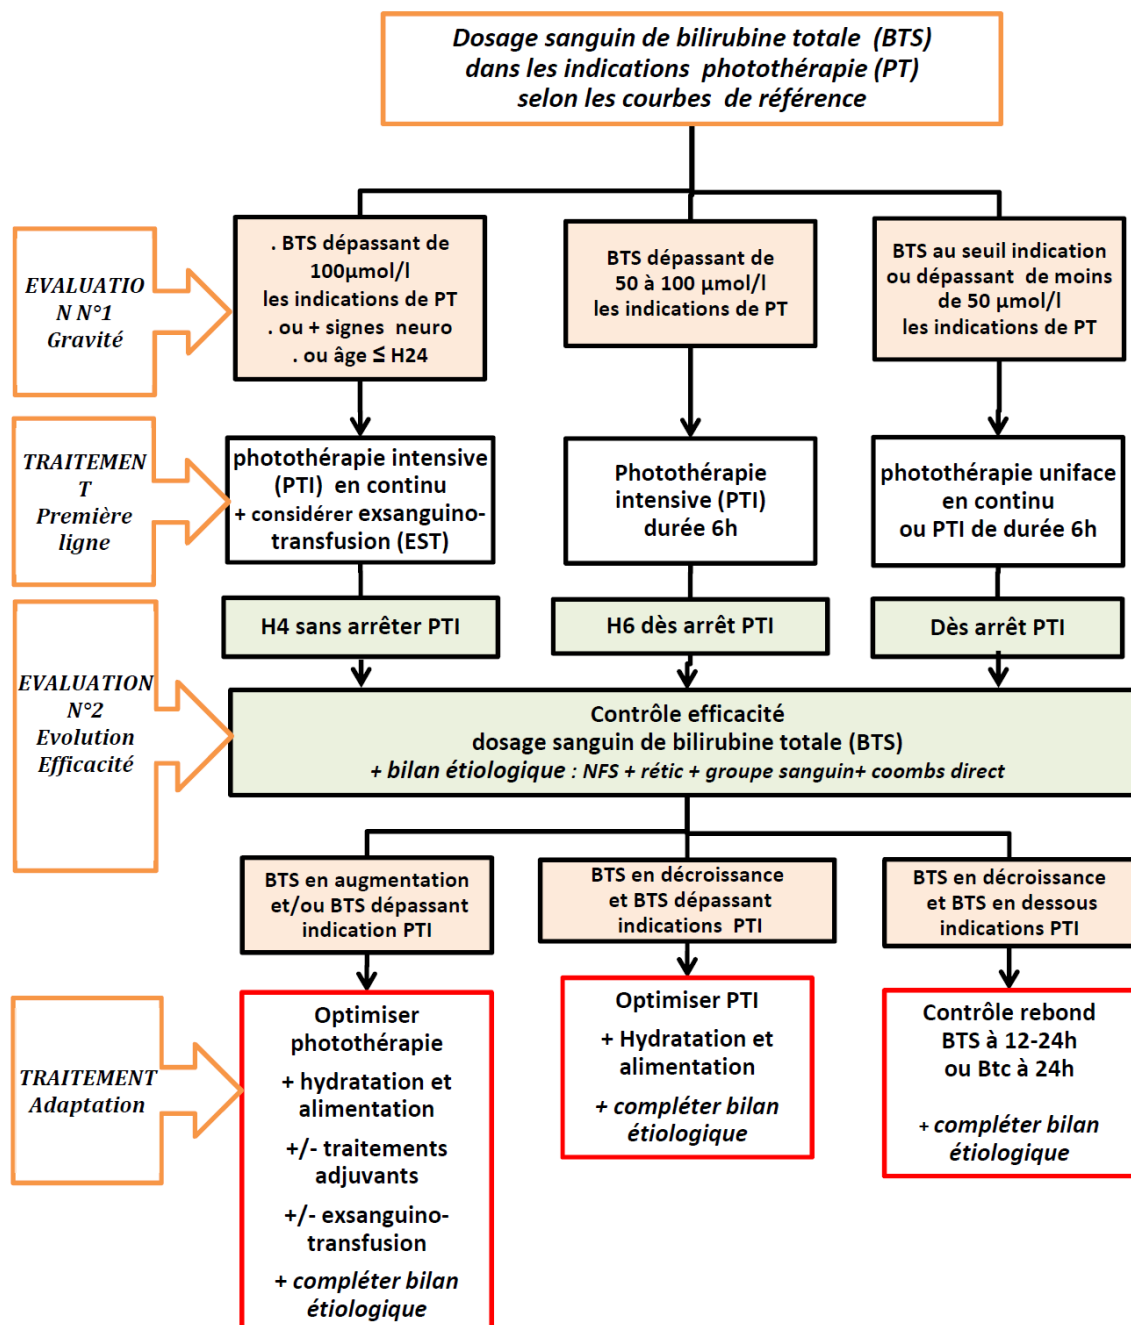 Dosage sanguin de bilirubine totale (BTS)
dans les indications photothérapie (PT)
selon les courbes de référence
EVALUATIO
N N°1
Gravité
. BTS dépassant de
100µmol/l
les indications de PT
. ou + signes neuro
. ou âge ≤ H24
BTS dépassant de
50 à 100 µmol/l
les indications de PT
BTS au seuil indication
ou dépassant de moins
de 50 µmol/l
les indications de PT
TRAITEMEN
T
Première
ligne
photothérapie intensive
(PTI) en continu
+ considérer exsanguino-
transfusion (EST)
Photothérapie
intensive (PTI)
durée 6h
photothérapie uniface
en continu
ou PTI de durée 6h
H4 sans arrêter PTI
H6 dès arrêt PTI
Dès arrêt PTI
EVALUATION
N°2
Evolution
Efficacité
Contrôle efficacité
dosage sanguin de bilirubine totale (BTS)
+ bilan étiologique : NFS + rétic + groupe sanguin+ coombs direct
BTS en augmentation
et/ou BTS dépassant
indication PTI
BTS en décroissance
et BTS dépassant
indications PTI
BTS en décroissance
et BTS en dessous
indications PTI
TRAITEMENT
Adaptation
Optimiser
photothérapie
+ hydratation et
alimentation
+/- traitements
adjuvants
+/- exsanguino-
transfusion
+ compléter bilan
étiologique
Optimiser PTI
+ Hydratation et
alimentation
+ compléter bilan
étiologique
Contrôle rebond
BTS à 12-24h
ou Btc à 24h
+ compléter bilan
étiologique